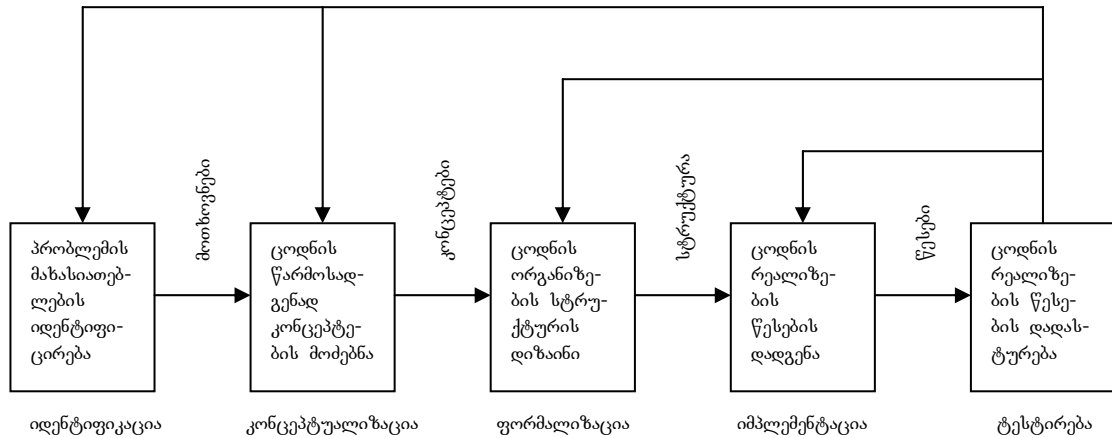 მოთხოვნები
კონცეპტები
სტრუქტურა
წესები
პრობლემის
მახასიათებ-
ლების
იდენტიფი-
ცირება
ცოდნის
წარმოსად-
გენად
კონცეპტე-
ბის მოძებნა
ცოდნის
ორგანიზე-
ბის სტრუ-
ქტურის
დიზაინი
ცოდნის
რეალიზე-
ბის
წესების
დადგენა
ცოდნის
რეალიზე-
ბის წესე-
ბის დადას-
ტურება
იდენტიფიკაცია
კონცეპტუალიზაცია
ფორმალიზაცია
იმპლემენტაცია
ტესტირება